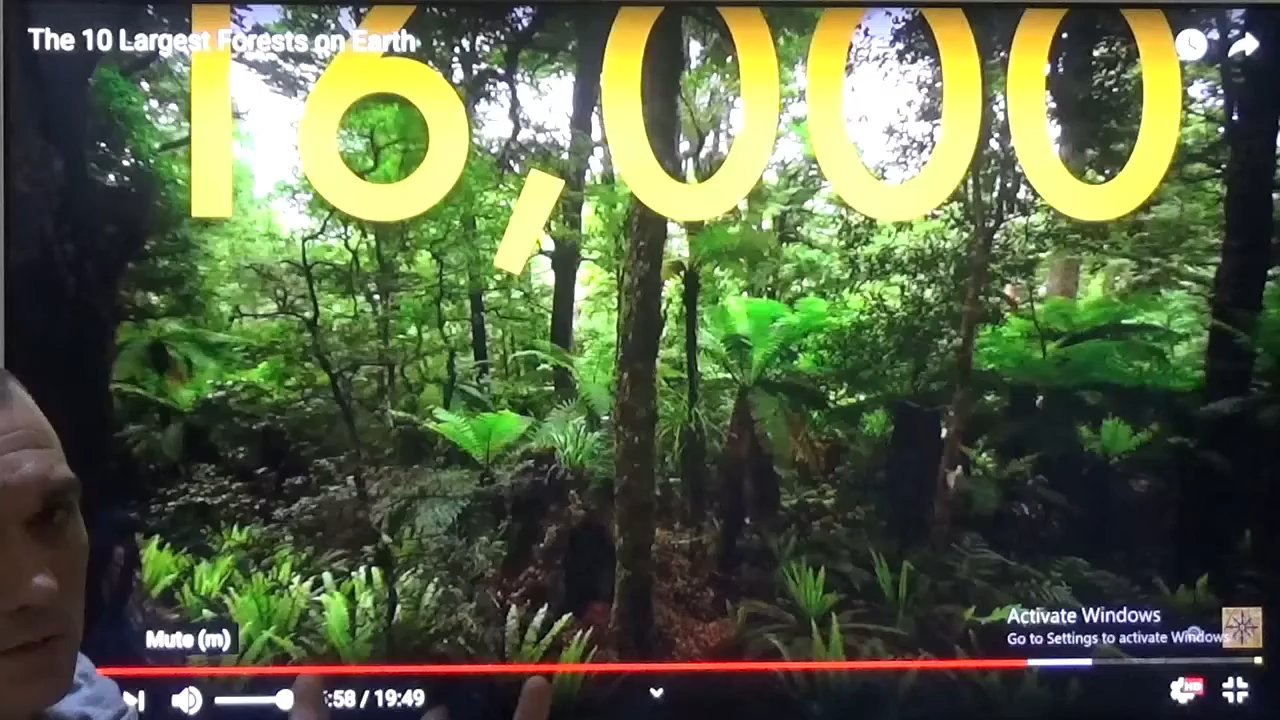 The 10 Largest Forests on Earth
16,000
Activate Windows
Go to Settings to activate Windows
Mute (m)
:58 / 19:49
HD